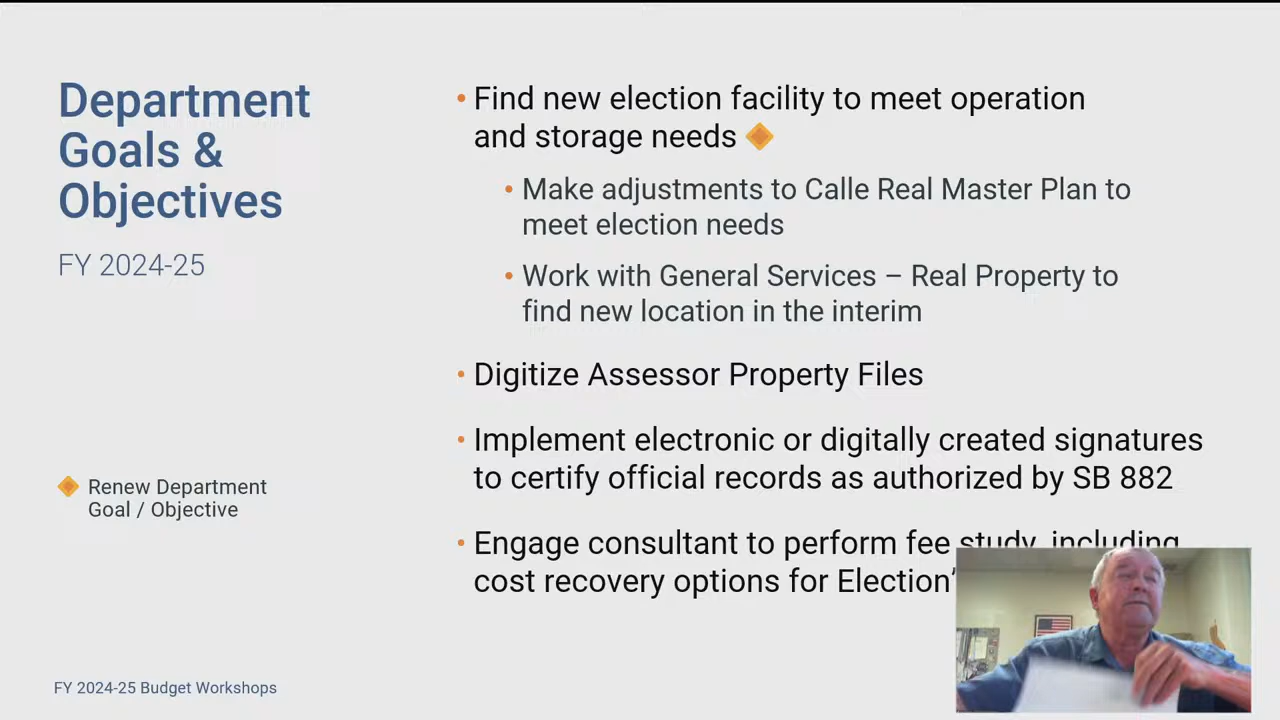 Department
Goals &
Objectives
FY 2024-25
Renew Department
Goal / Objective
• Find new election facility to meet operation
and storage needs
• Make adjustments to Calle Real Master Plan to
meet election needs
• Work with General Services – Real Property to
find new location in the interim
• Digitize Assessor Property Files
• Implement electronic or digitally created signatures
to certify official records as authorized by SB 882
• Engage consultant to perform fee study, including
cost recovery options for Election’
FY 2024-25 Budget Workshops